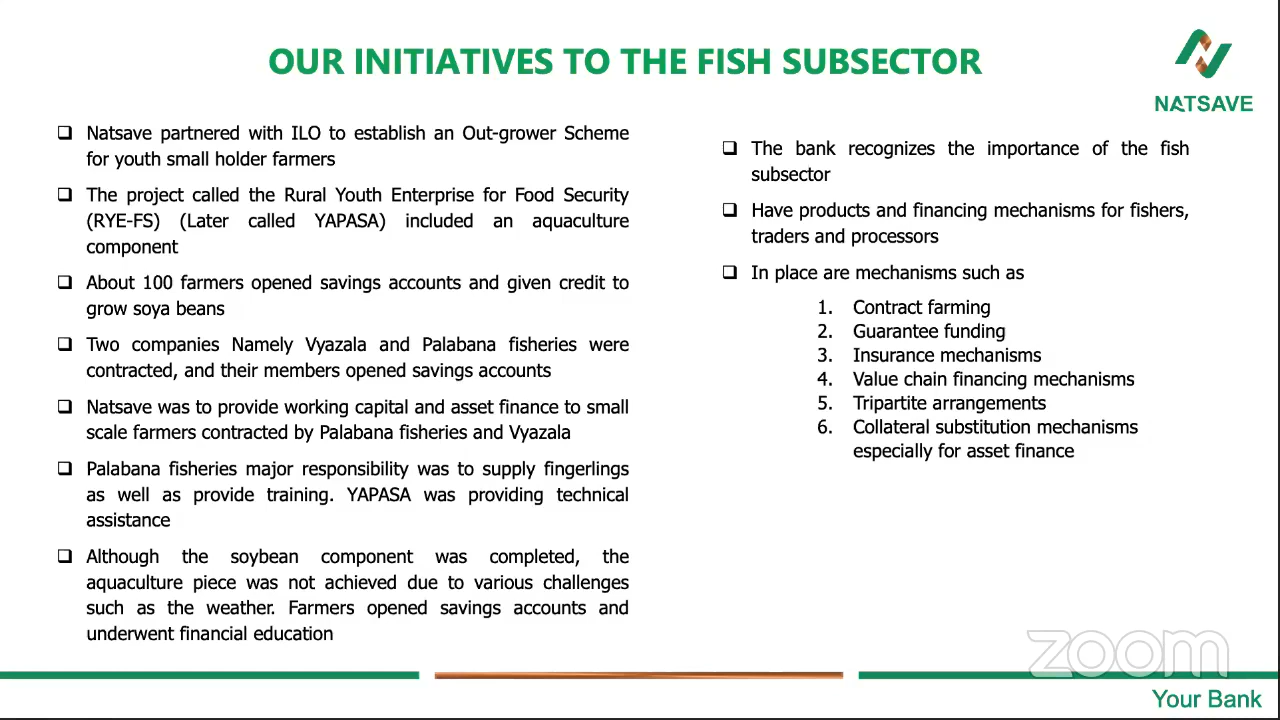 OUR INITIATIVES TO THE FISH SUBSECTOR
NATSAVE
❑ Natsave partnered with ILO to establish an Out-grower Scheme
for youth small holder farmers
❑ The project called the Rural Youth Enterprise for Food Security
(RYE-FS) (Later called YAPASA) included an aquaculture
component
❑ About 100 farmers opened savings accounts and given credit to
grow soya beans
❑ Two companies Namely Vyazala and Palabana fisheries were
contracted, and their members opened savings accounts
❑ Natsave was to provide working capital and asset finance to small
scale farmers contracted by Palabana fisheries and Vyazala
❑ Palabana fisheries major responsibility was to supply fingerlings
as well as provide training. YAPASA was providing technical
assistance
❑ Although the soybean component was completed, the
aquaculture piece was not achieved due to various challenges
such as the weather. Farmers opened savings accounts and
underwent financial education
❑ The bank recognizes the importance of the fish
subsector
❑ Have products and financing mechanisms for fishers,
traders and processors
❑ In place are mechanisms such as
1. Contract farming
2. Guarantee funding
3. Insurance mechanisms
4. Value chain financing mechanisms
5. Tripartite arrangements
6. Collateral substitution mechanisms
especially for asset finance
zoom
Your Bank